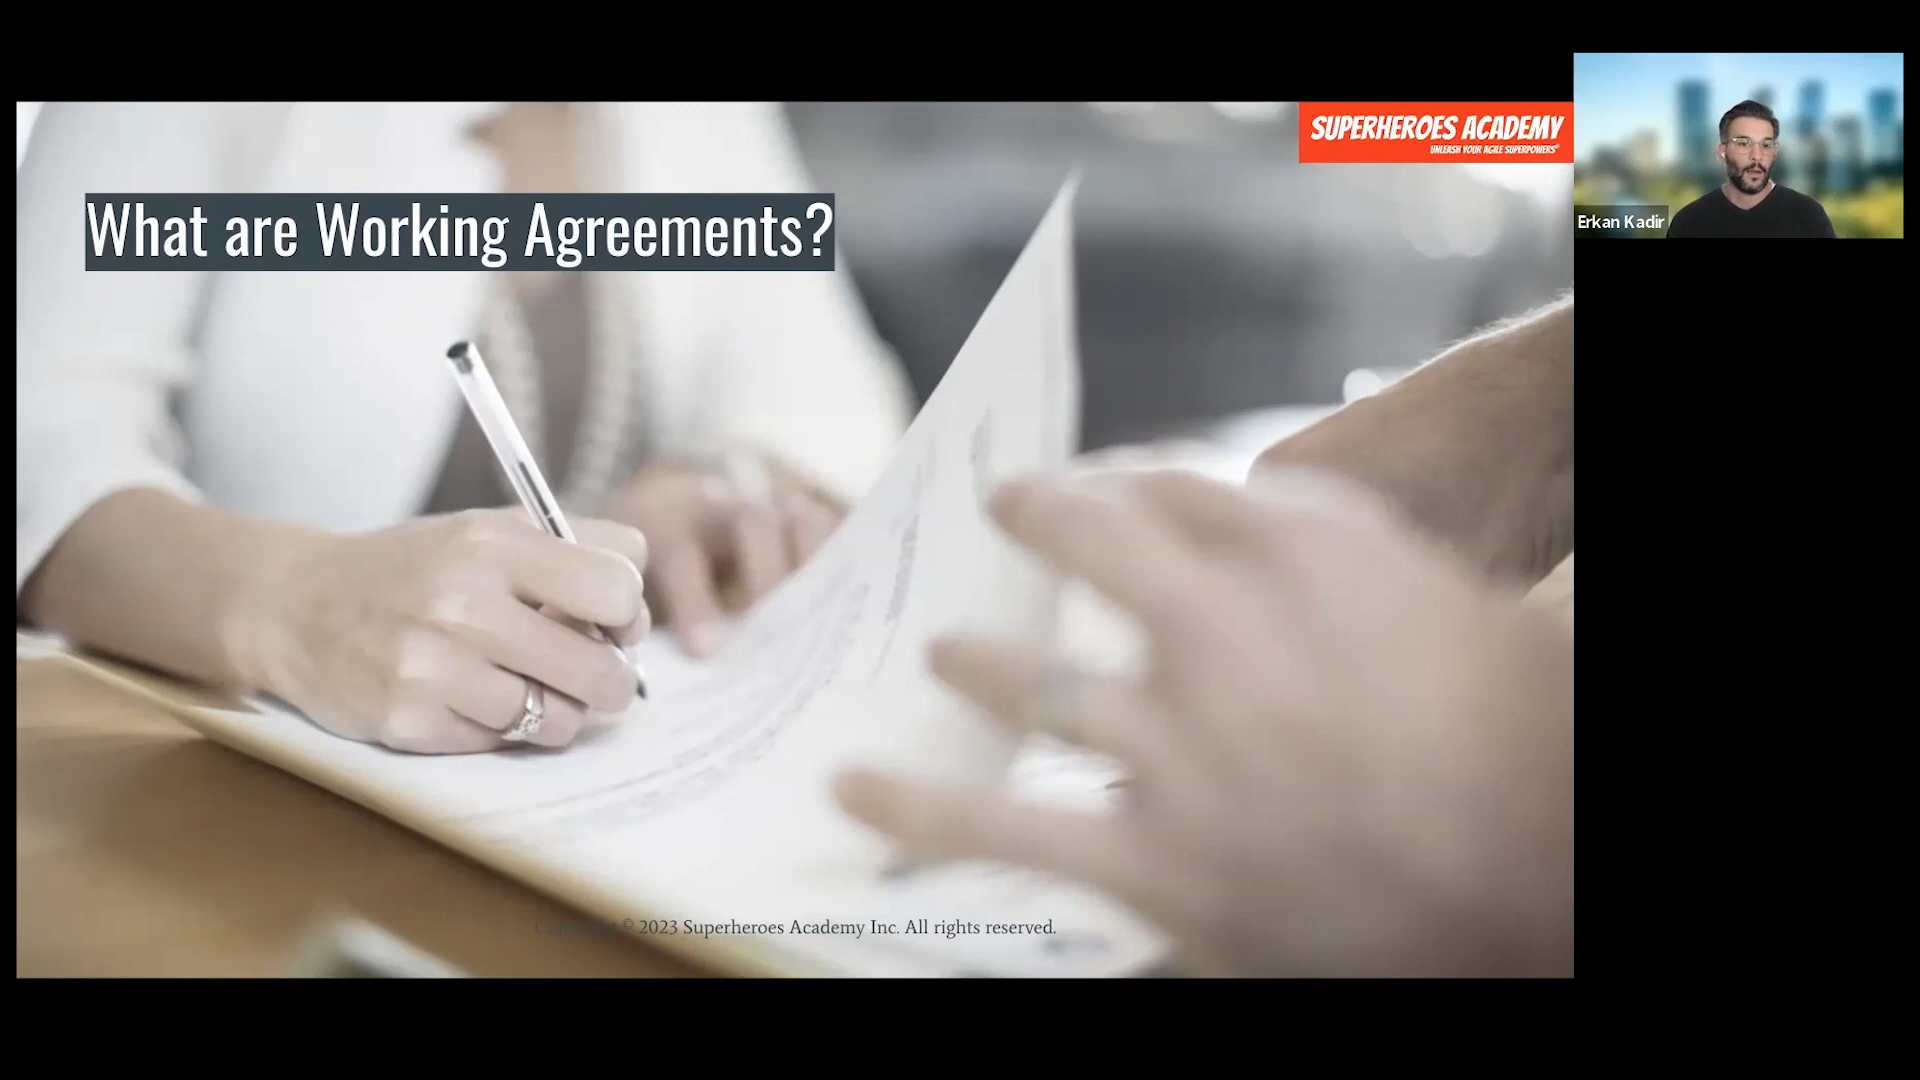 SUPERHEROES ACADEMY
UNLEASH YOUR AGILE SUPERPOWERS®
What are Working Agreements?
Erkan Kadir
© 2023 Superheroes Academy Inc. All rights reserved.